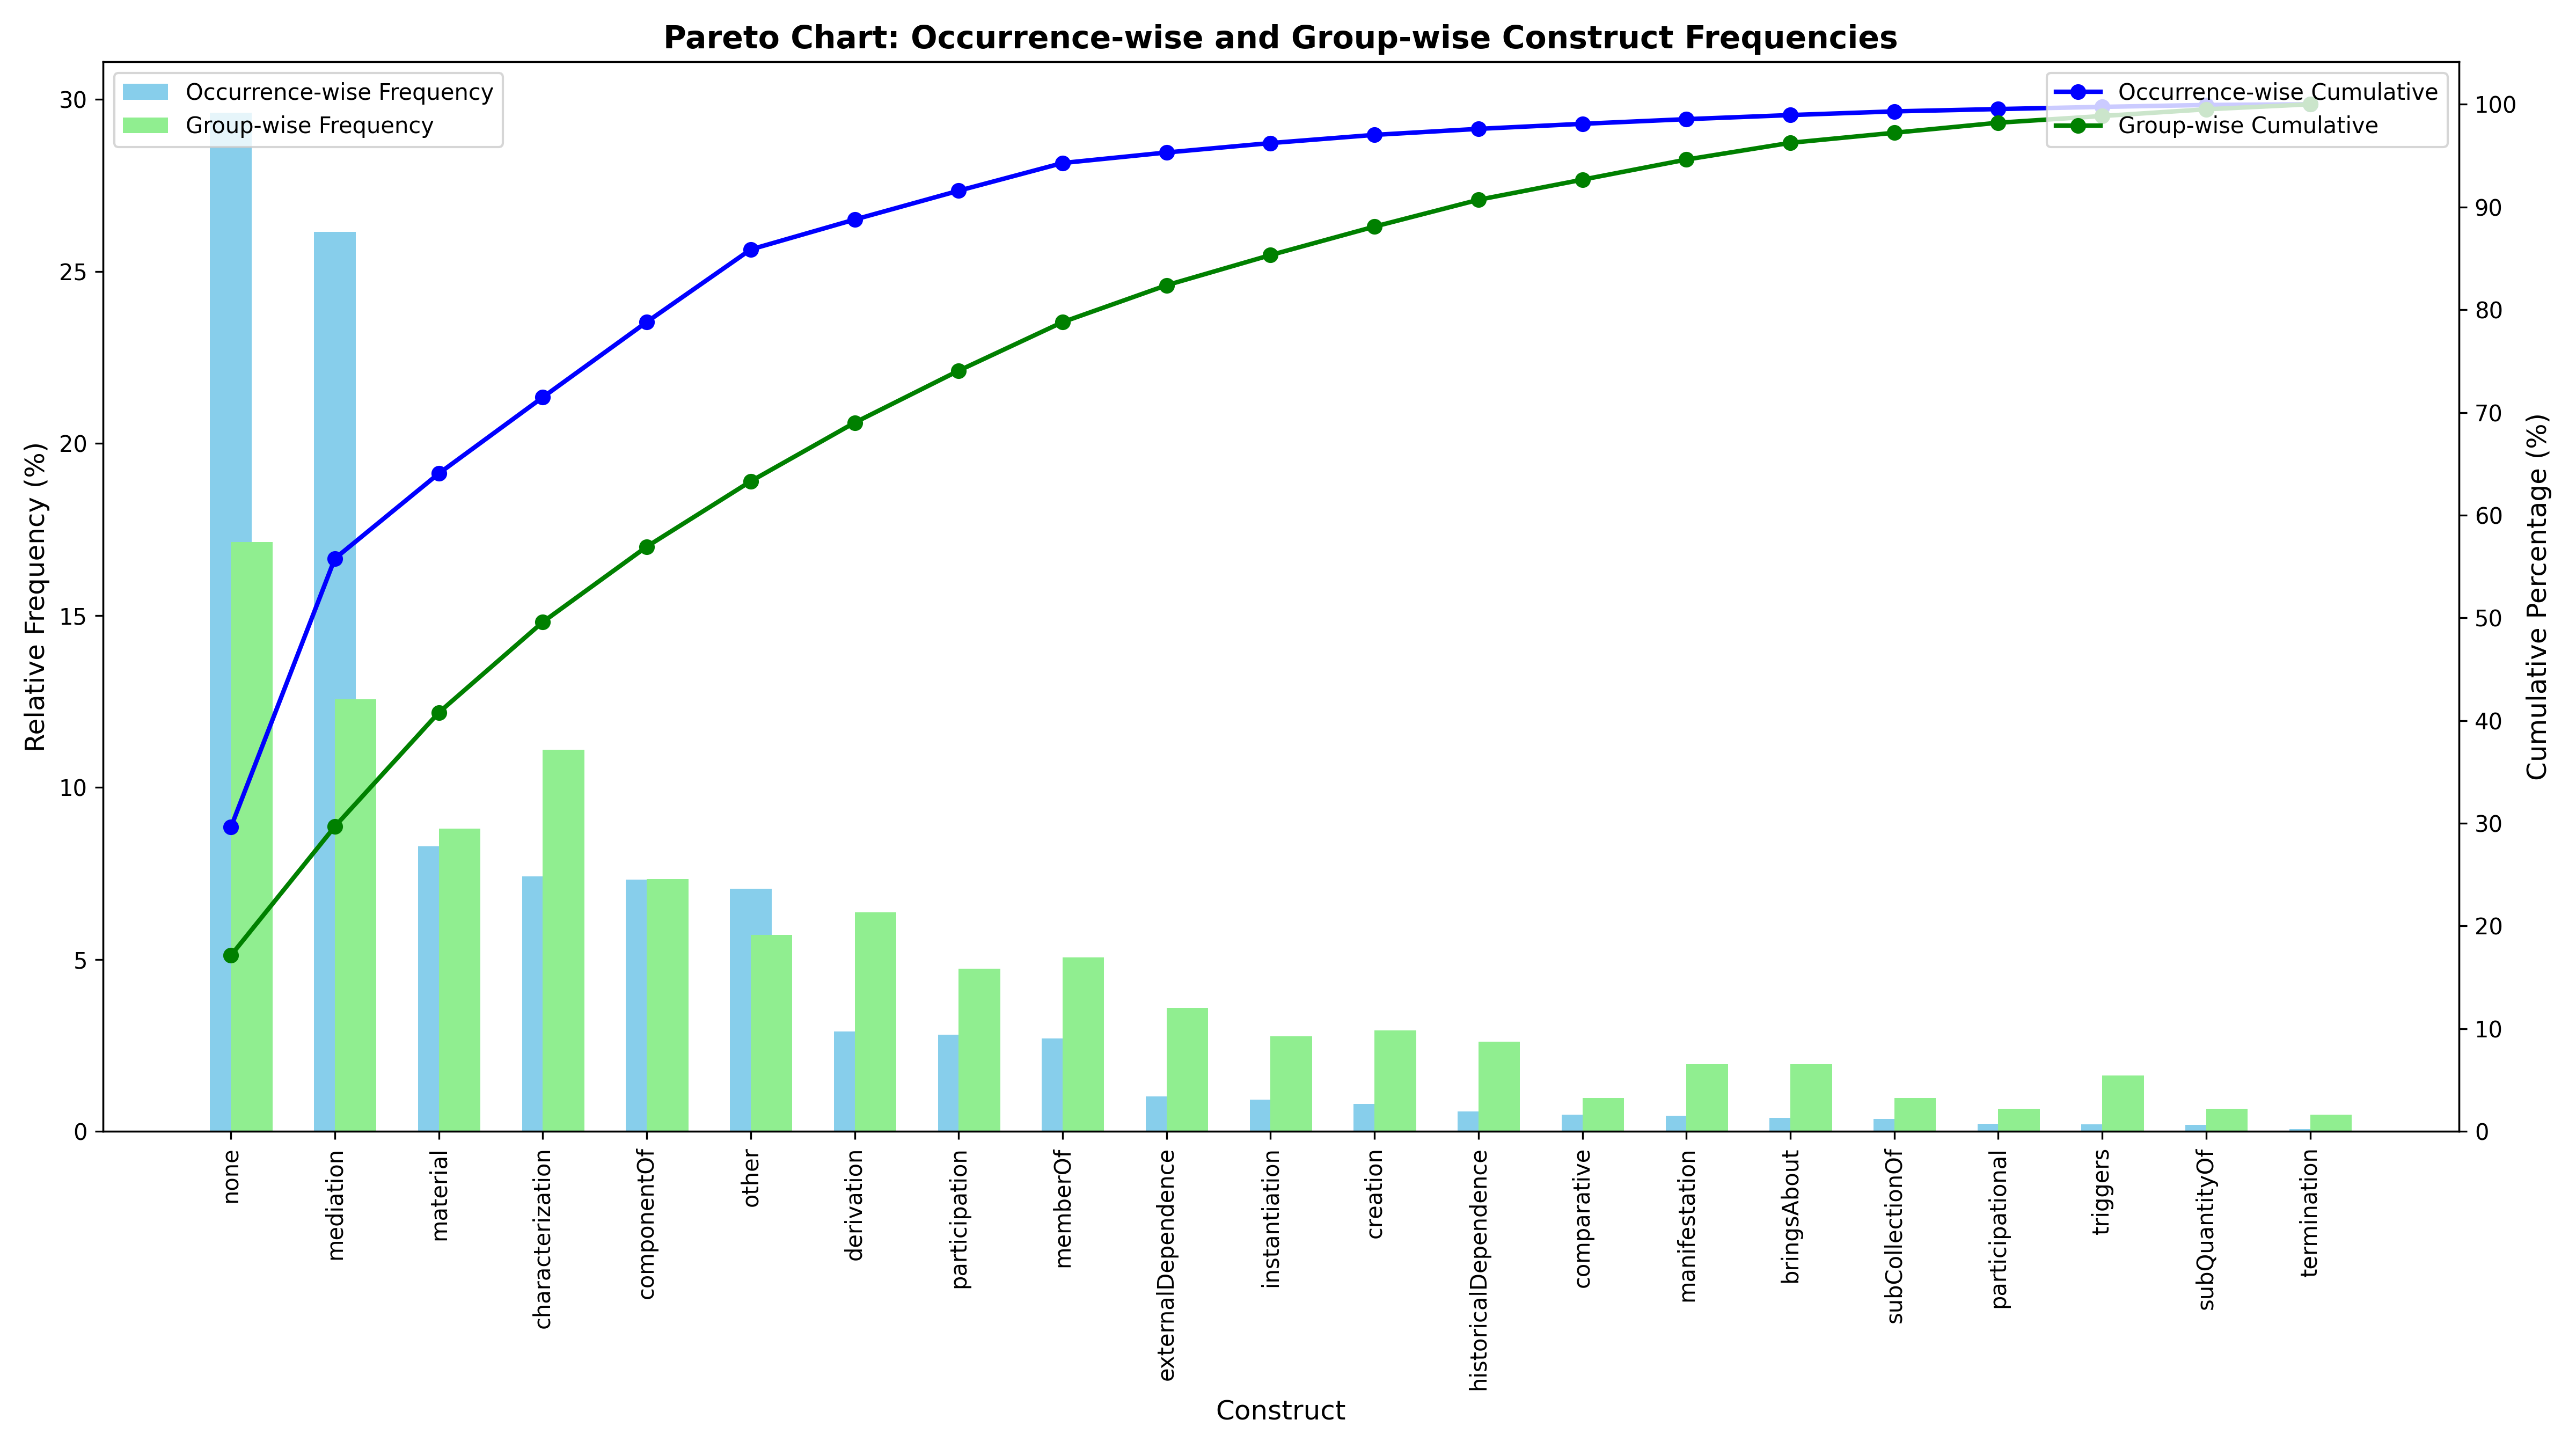 Pareto Chart: Occurrence-wise and Group-wise Construct Frequencies
Occurrence-wise Frequency
Group-wise Frequency
Occurrence-wise Cumulative
Group-wise Cumulative
Relative Frequency (%)
30
25
20
15
10
5
0
Cumulative Percentage (%)
100
90
80
70
60
50
40
30
20
10
0
none
mediation
material
characterization
componentOf
other
derivation
participation
memberOf
externalDependence
instantiation
creation
historicalDependence
comparative
manifestation
bringsAbout
subCollectionOf
participational
triggers
subQuantityOf
termination
Construct